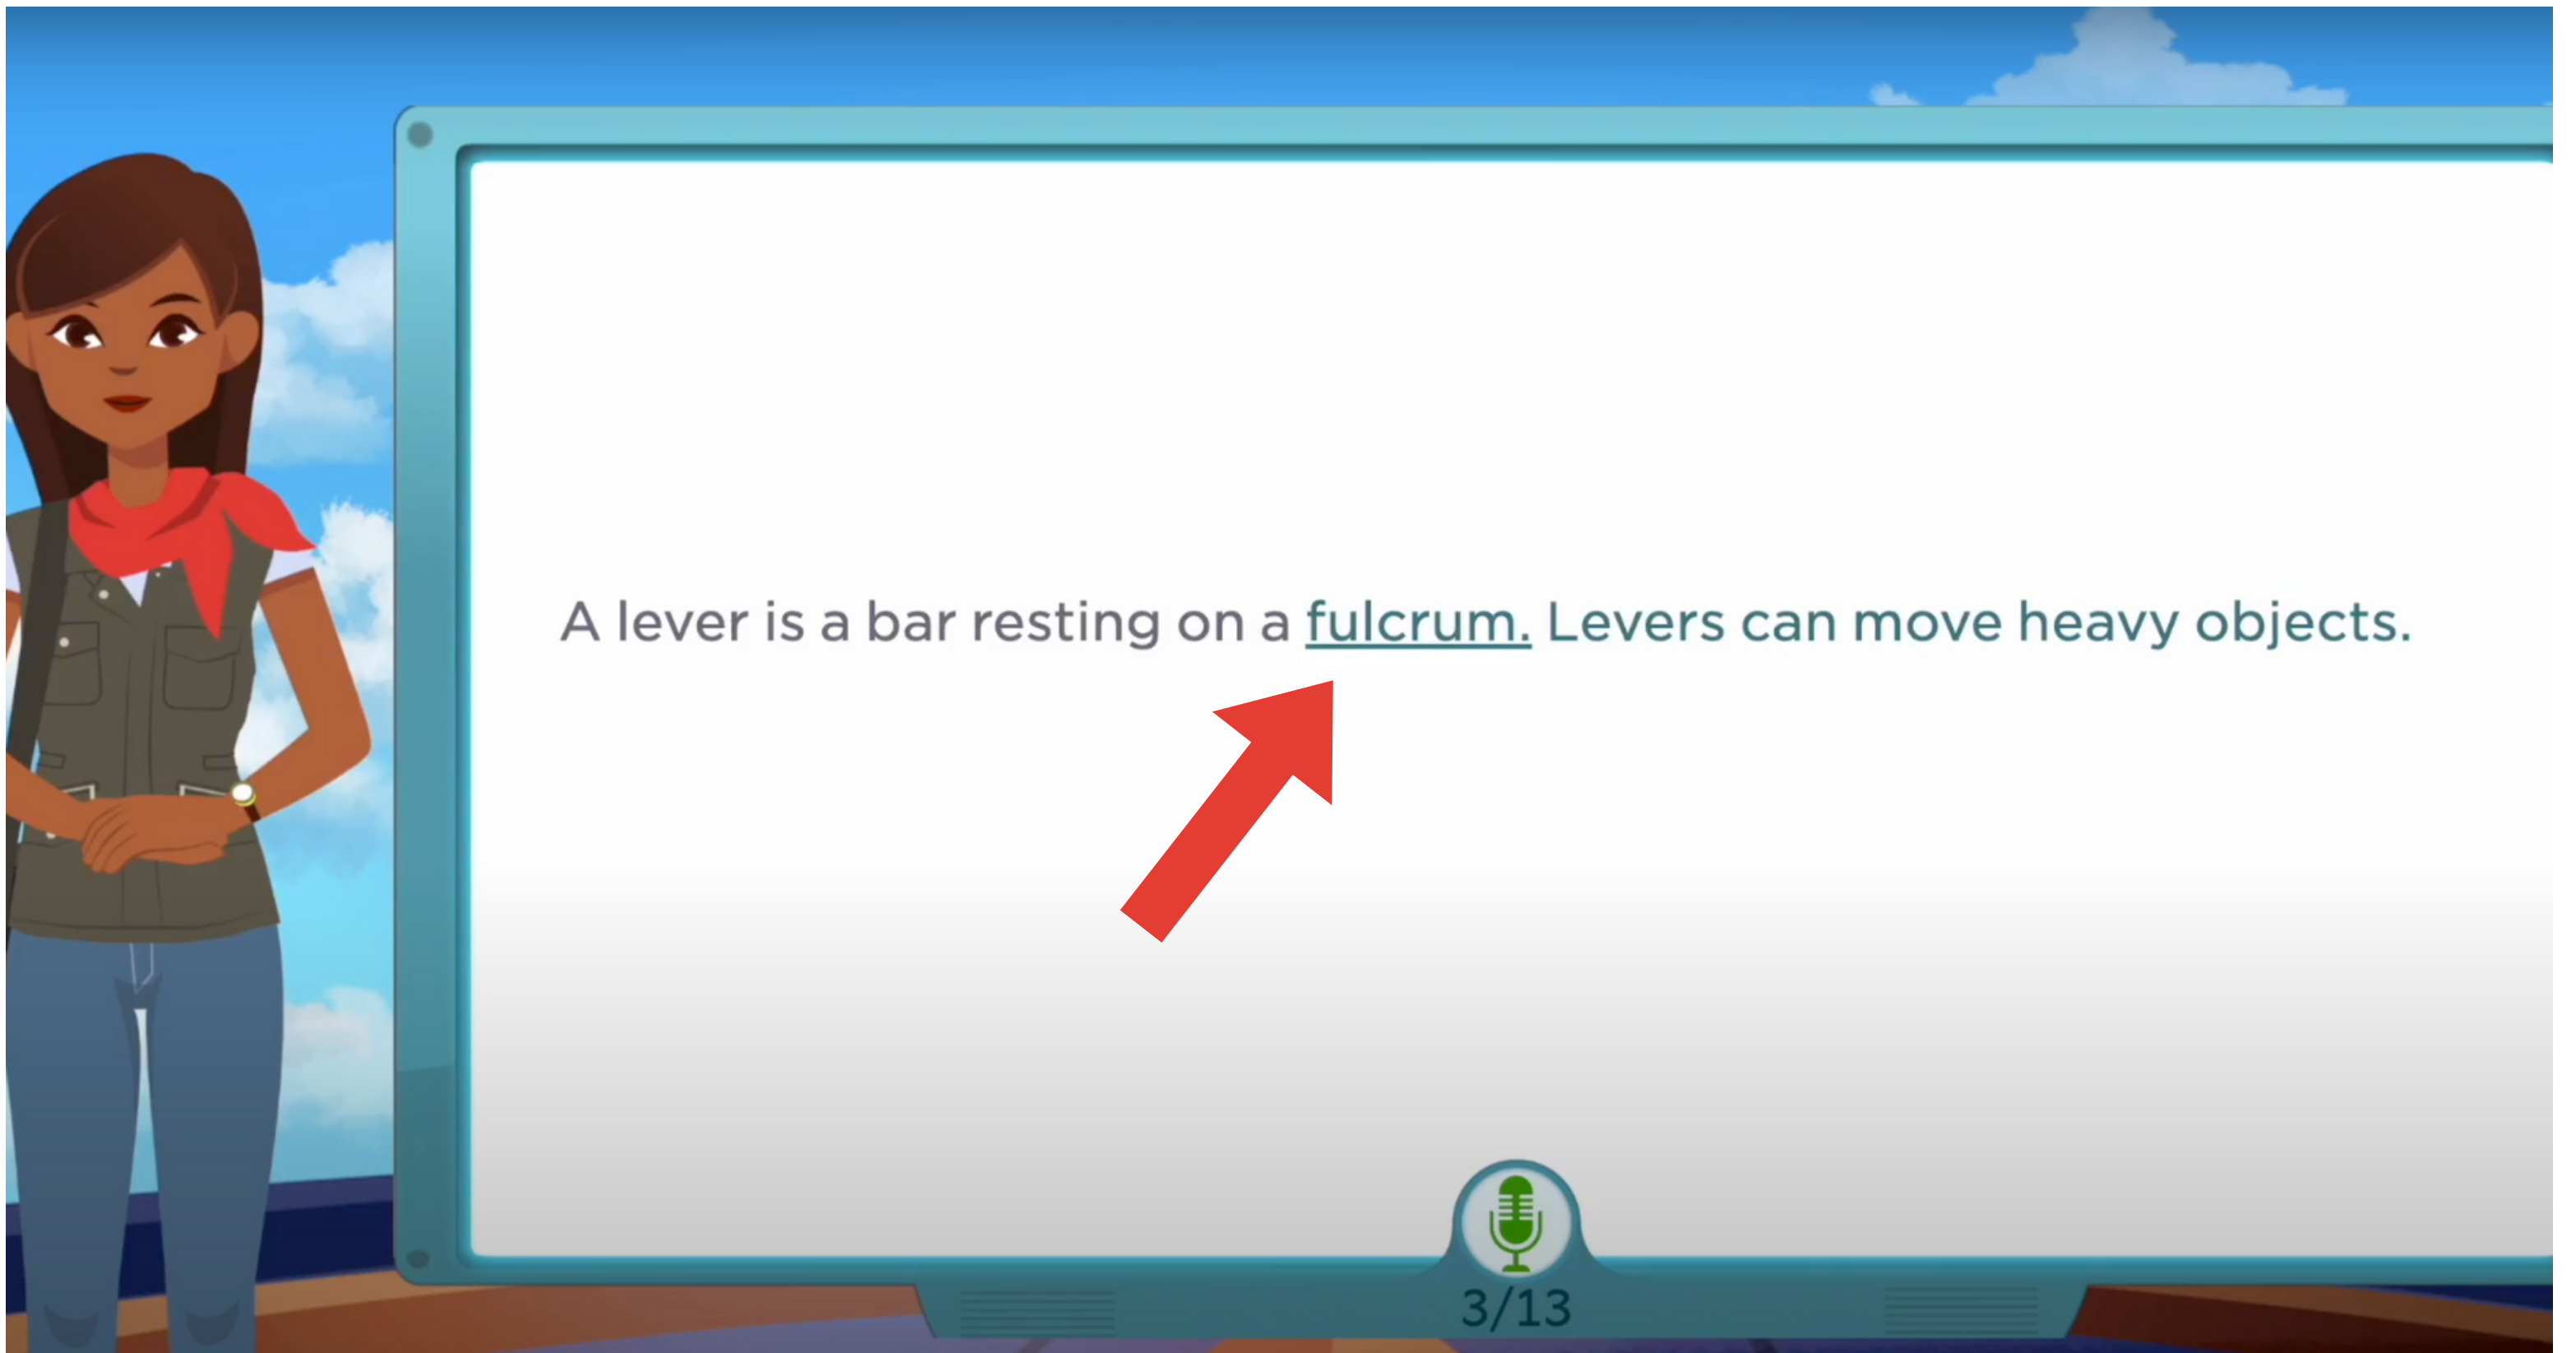 A lever is a bar resting on a fulcrum. Levers can move heavy objects.
3/13